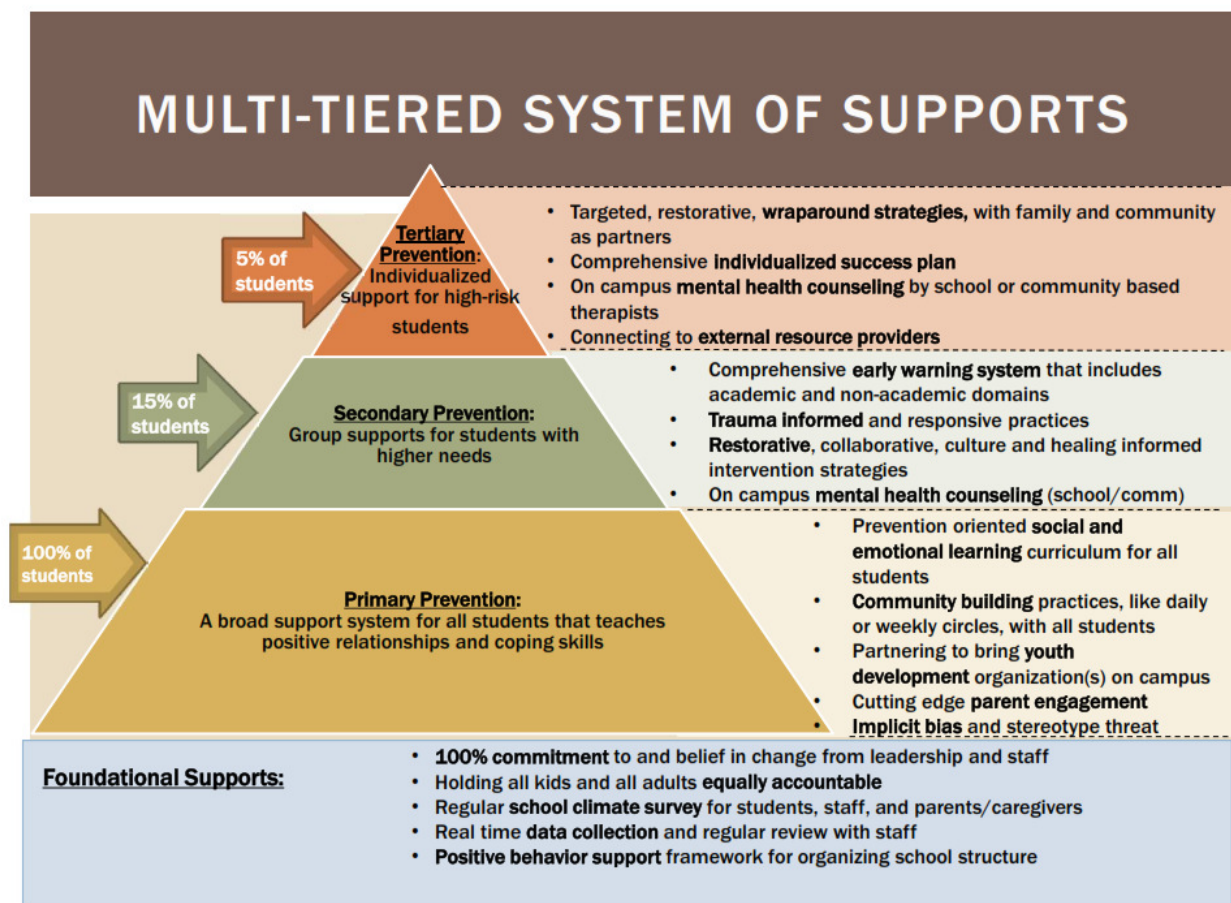 MULTI-TIERED SYSTEM OF SUPPORTS
5% of
students
Tertiary
Prevention:
Individualized
support for high-risk
students
• Targeted, restorative, wraparound strategies, with family and community
as partners
• Comprehensive individualized success plan
• On campus mental health counseling by school or community based
therapists
• Connecting to external resource providers
15% of
students
Secondary Prevention:
Group supports for students with
higher needs
• Comprehensive early warning system that includes
academic and non-academic domains
• Trauma informed and responsive practices
• Restorative, collaborative, culture and healing informed
intervention strategies
• On campus mental health counseling (school/comm)
100% of
students
Primary Prevention:
A broad support system for all students that teaches
positive relationships and coping skills
• Prevention oriented social and
emotional learning curriculum for all
students
• Community building practices, like daily
or weekly circles, with all students
• Partnering to bring youth
development organization(s) on campus
• Cutting edge parent engagement
• Implicit bias and stereotype threat
Foundational Supports:
• 100% commitment to and belief in change from leadership and staff
• Holding all kids and all adults equally accountable
• Regular school climate survey for students, staff, and parents/caregivers
• Real time data collection and regular review with staff
• Positive behavior support framework for organizing school structure